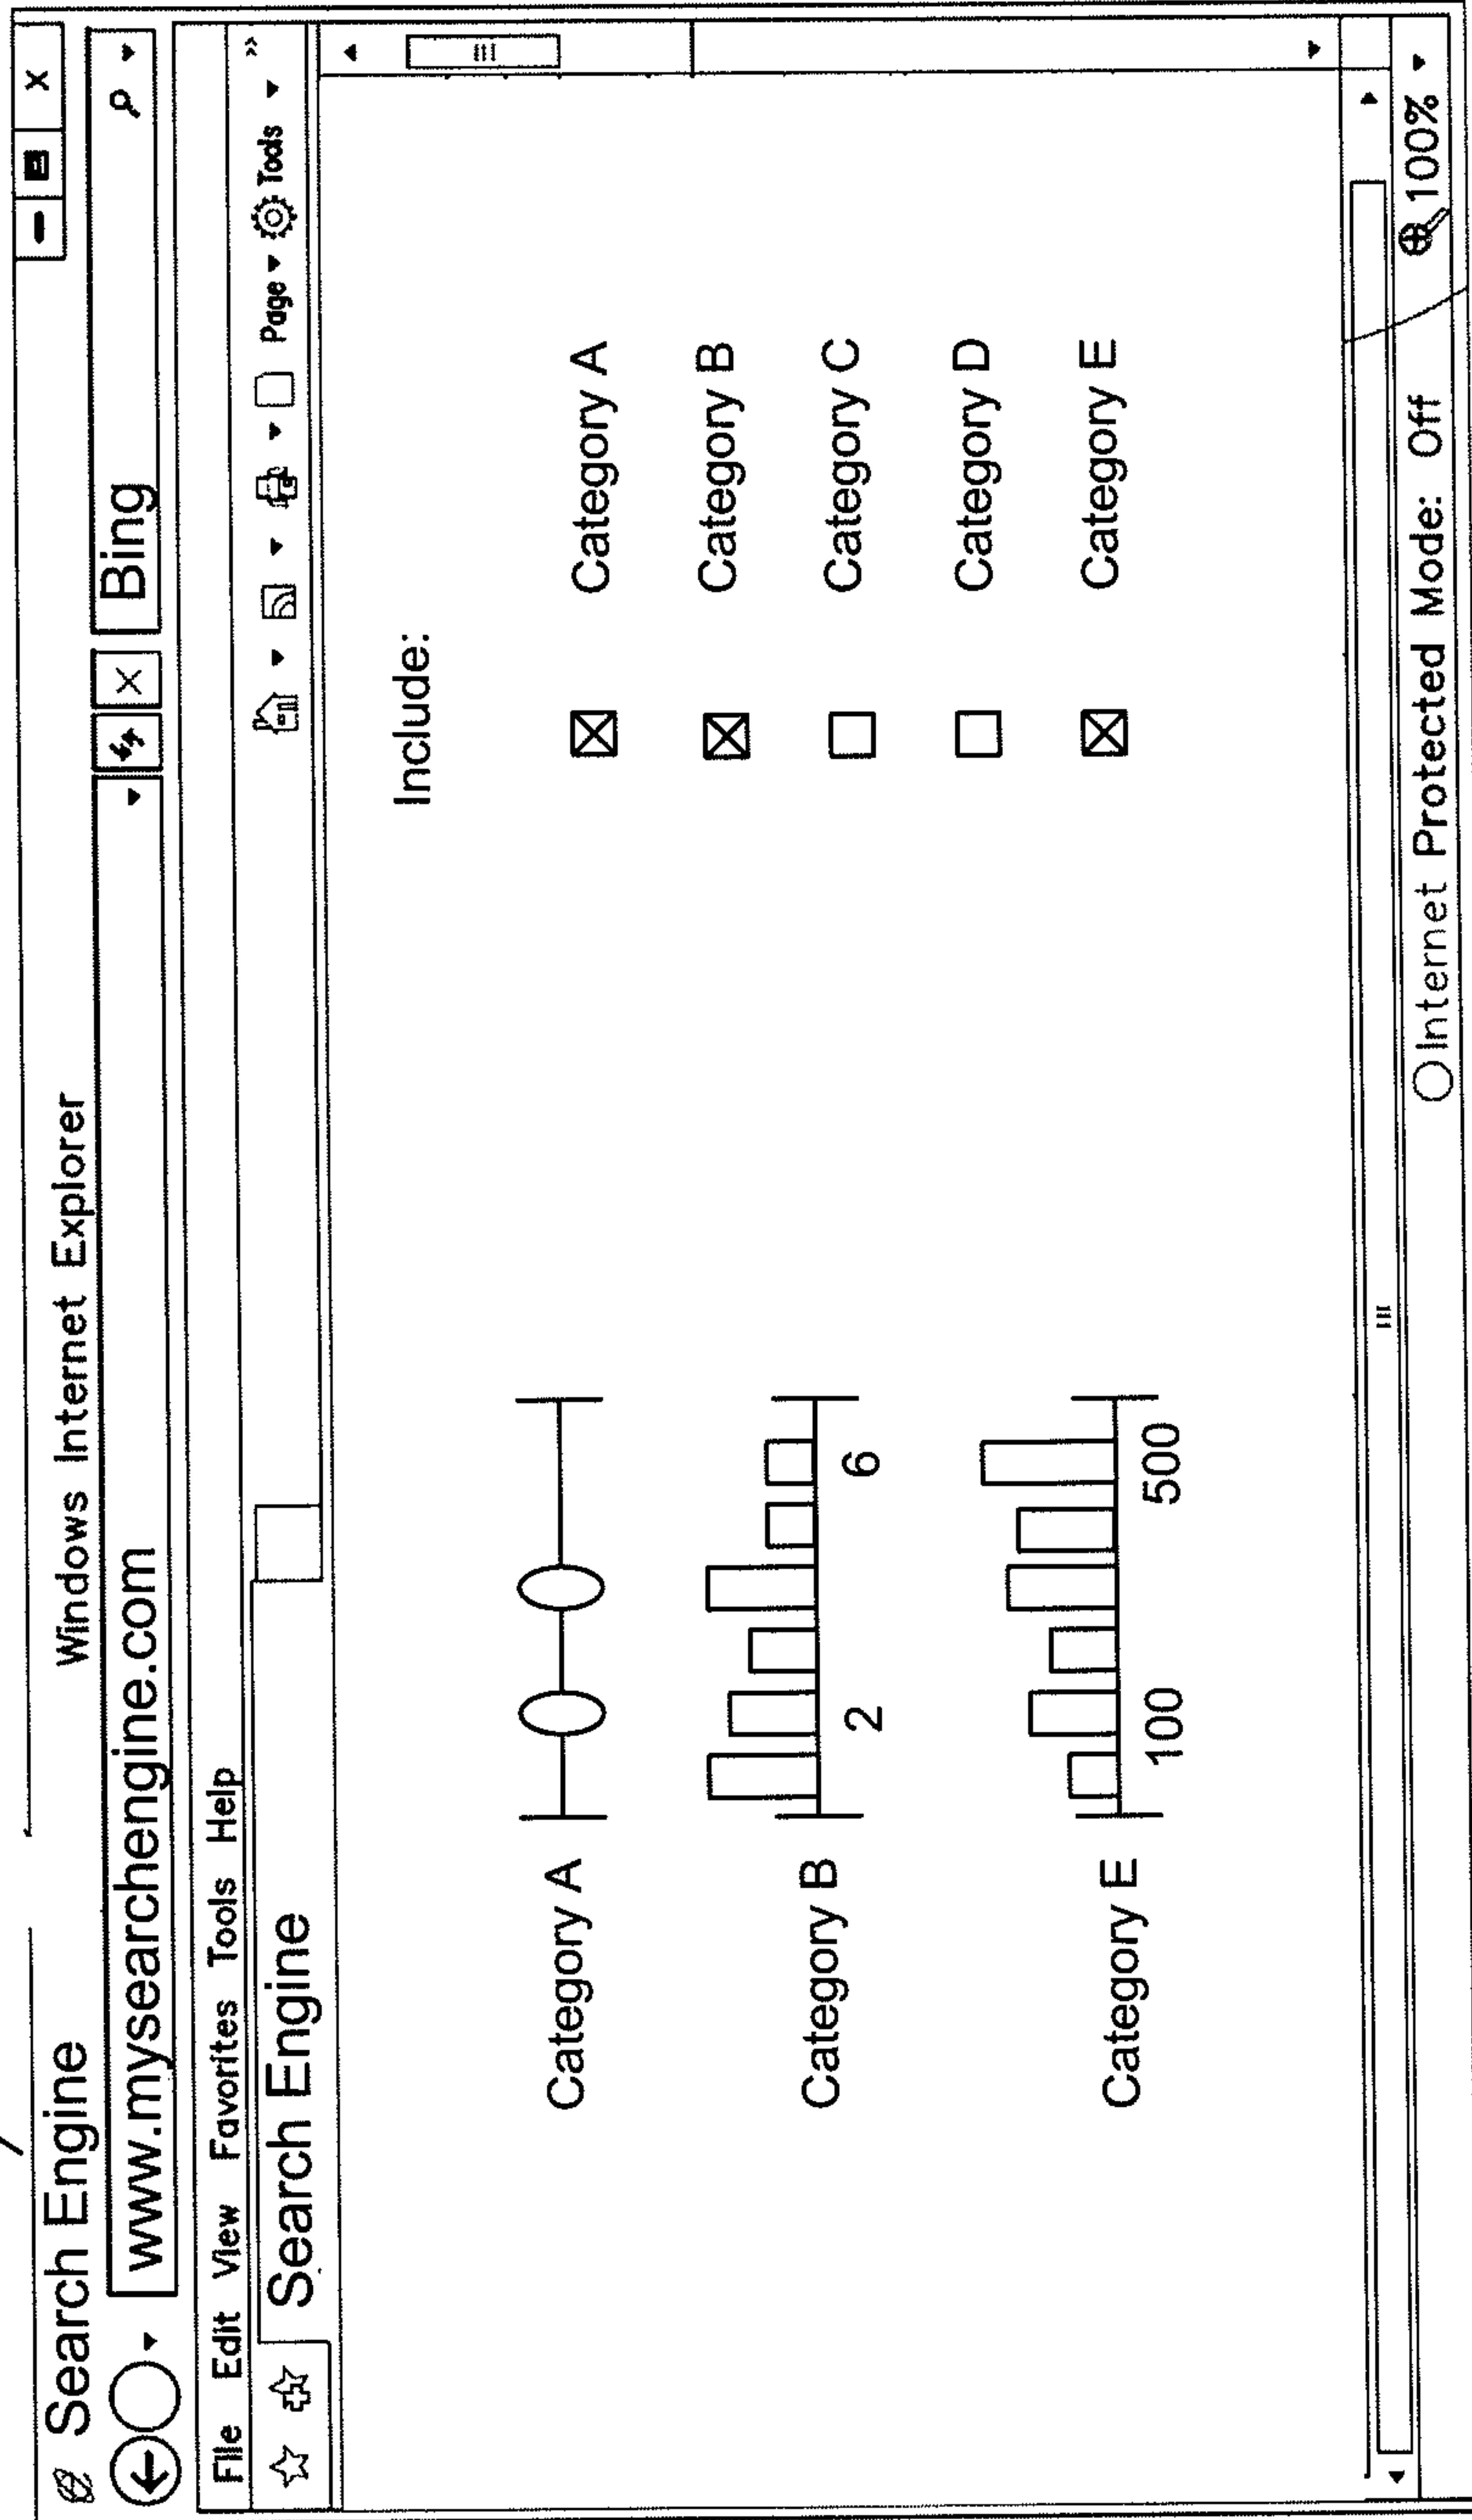 Search Engine Windows Internet Explorer
www.mysearchengine.com Bing
File Edit View Favorites Tools Help
Search Engine Page Tools
Include:
Category A
Category B
2 6
Category E
100 500
Category A
Category B
Category C
Category D
Category E
Internet Protected Mode: Off 100%